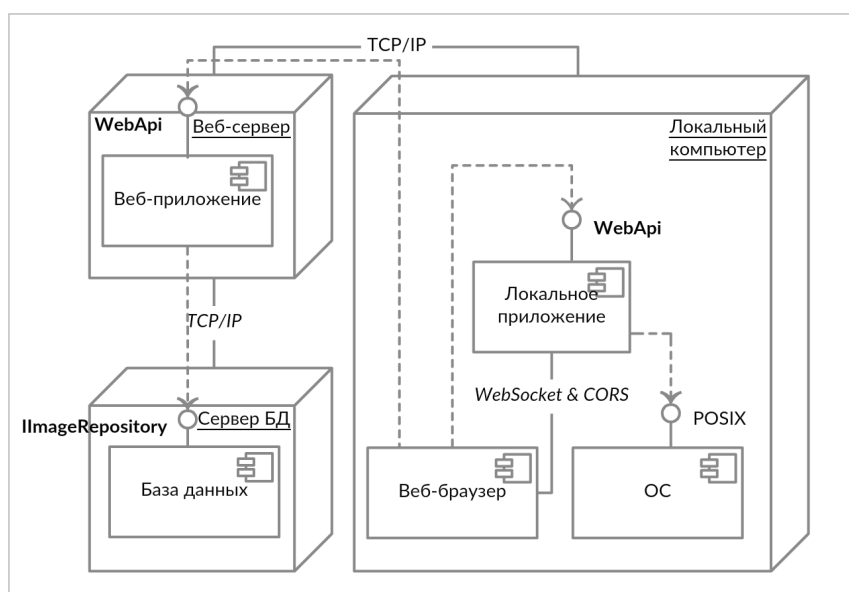 TCP/IP
WebApi
Веб-сервер
Веб-приложение
TCP/IP
IImageRepository
Сервер БД
База данных
Локальный
компьютер
WebApi
Локальное
приложение
WebSocket & CORS
POSIX
Веб-браузер
ОС